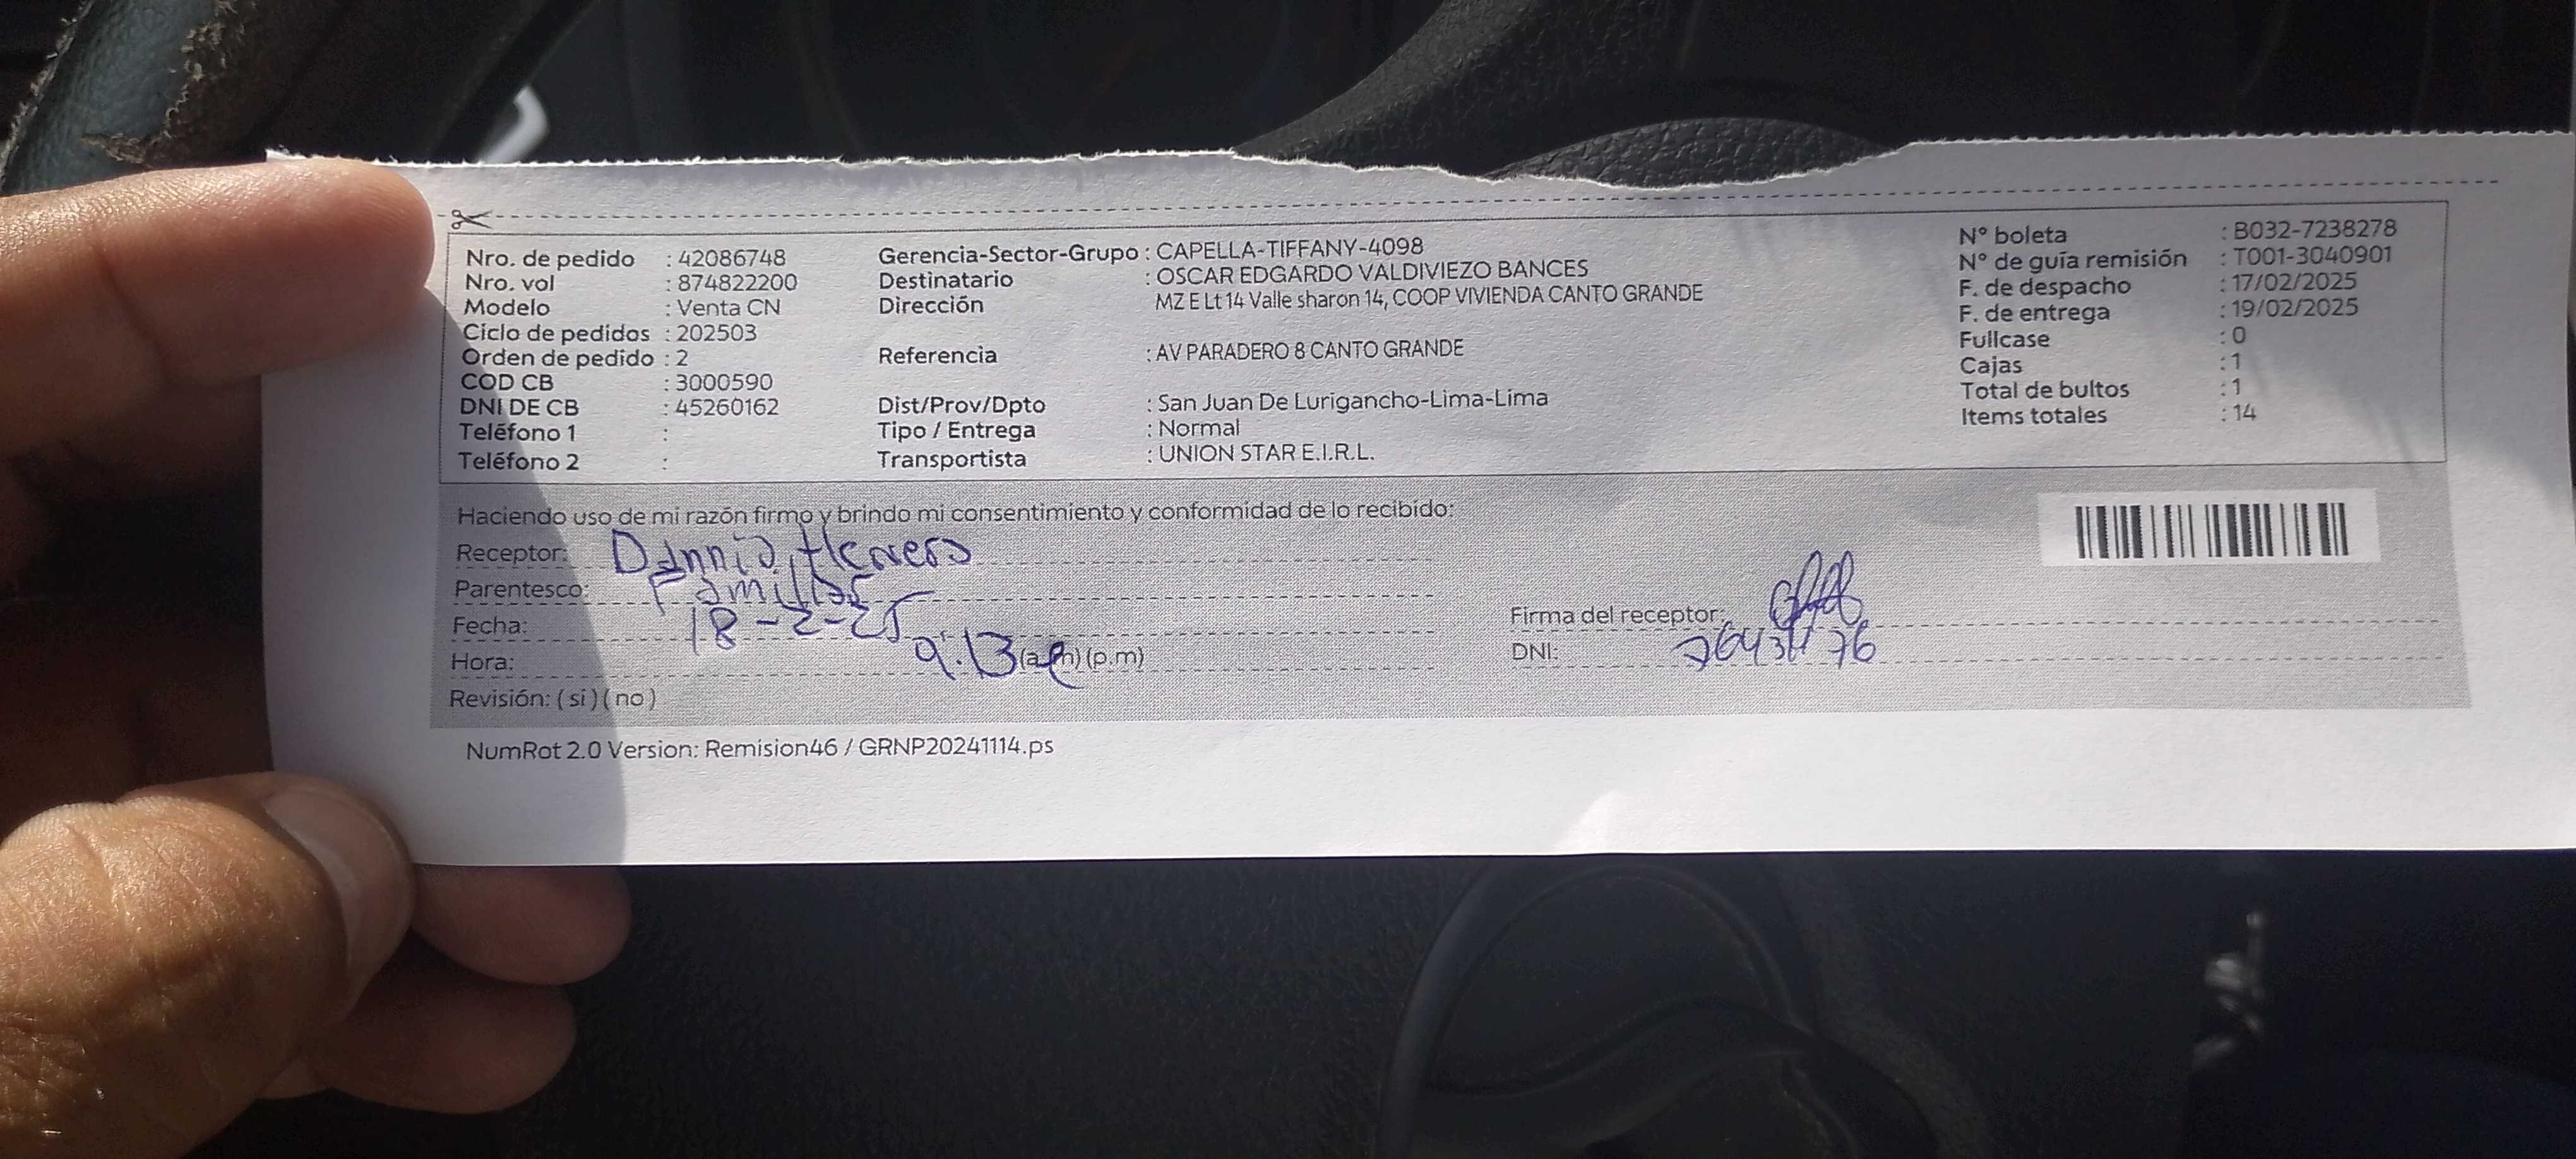 Nro. de pedido : 42086748
Nro. vol : 874822200
Modelo : Venta CN
Ciclo de pedidos : 202503
Orden de pedido : 2
COD CB : 3000590
DNI DE CB : 45260162
Teléfono 1 :
Teléfono 2 :
Gerencia-Sector-Grupo : CAPELLA-TIFFANY-4098
Destinatario : OSCAR EDGARDO VALDIVIEZO BANCES
Dirección MZ E Lt 14 Valle sharon 14, COOP VIVIENDA CANTO GRANDE
Referencia : AV PARADERO 8 CANTO GRANDE
Dist/Prov/Dpto : San Juan De Lurigancho-Lima-Lima
Tipo / Entrega : Normal
Transportista : UNION STAR E.I.R.L.
N° boleta : B032-7238278
N° de guía remisión : T001-3040901
F. de despacho : 17/02/2025
F. de entrega : 19/02/2025
Fullcase : 0
Cajas : 1
Total de bultos : 1
Items totales : 14
Haciendo uso de mi razón firmo y brindo mi consentimiento y conformidad de lo recibido:
Receptor:
Parentesco: Familiar
Fecha: 18-2-25
Hora: 9:13 (a.m) (p.m)
Revisión: ( si ) ( no )
Firma del receptor:
DNI:
NumRot 2.0 Version: Remision46 / GRNP20241114.ps